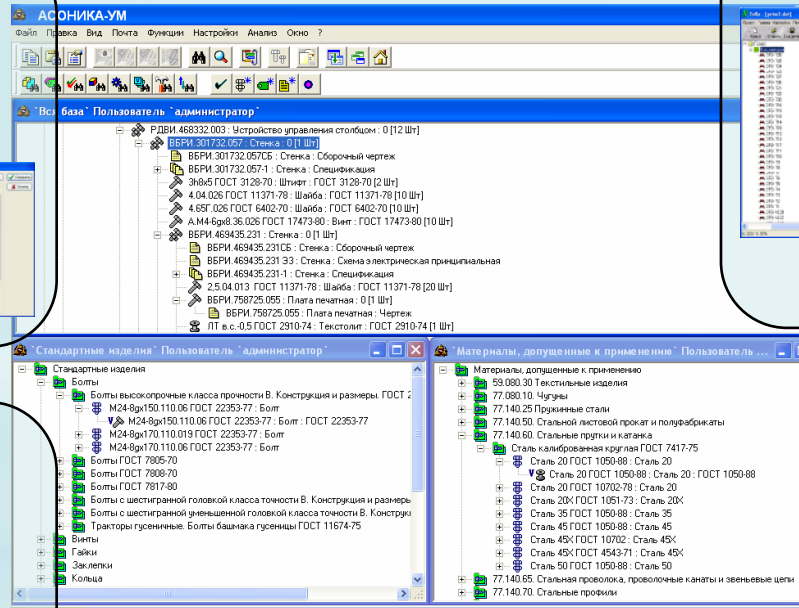 АСОНИКА-УМ
Файл Правка Вид Почта Функции Настройки Анализ Окно ?
`Вся база` Пользователь `администратор`
РДВИ.468332.003 : Устройство управления столбцом : 0 [12 Шт]
ВБРИ.301732.057 : Стенка : 0 [1 Шт]
ВБРИ.301732.057СБ : Стенка : Сборочный чертеж
ВБРИ.301732.057-1 : Стенка : Спецификация
3h8x5 ГОСТ 3128-70 : Штифт : ГОСТ 3128-70 [2 Шт]
4.04.026 ГОСТ 11371-78 : Шайба : ГОСТ 11371-78 [10 Шт]
4.65Г.026 ГОСТ 6402-70 : Шайба : ГОСТ 6402-70 [10 Шт]
А.М4-6gx8.36.026 ГОСТ 17473-80 : Винт : ГОСТ 17473-80 [10 Шт]
ВБРИ.469435.231 : Стенка : 0 [1 Шт]
ВБРИ.469435.231СБ : Стенка : Сборочный чертеж
ВБРИ.469435.231 Э3 : Стенка : Схема электрическая принципиальная
ВБРИ.469435.231-1 : Стенка : Спецификация
2,5.04.013 ГОСТ 11371-78 : Шайба : ГОСТ 11371-78 [20 Шт]
ВБРИ.758725.055 : Плата печатная : 0 [1 Шт]
ВБРИ.758725.055 : Плата печатная : Чертеж
ЛТ в.с.-0,5 ГОСТ 2910-74 : Текстолит : ГОСТ 2910-74 [1 Шт]
`Стандартные изделия` Пользователь `администратор`
Стандартные изделия
Болты
Болты высокопрочные класса прочности В. Конструкция и размеры. ГОСТ 2
М24-8gx150.110.06 ГОСТ 22353-77 : Болт
М24-8gx150.110.06 ГОСТ 22353-77 : Болт : ГОСТ 22353-77
М24-8gx170.110.019 ГОСТ 22353-77 : Болт
М24-8gx170.110.06 ГОСТ 22353-77 : Болт
Болты ГОСТ 7805-70
Болты ГОСТ 7808-70
Болты ГОСТ 7817-80
Болты с шестигранной головкой класса точности В. Конструкция и размеры
Болты с шестигранной уменьшенной головкой класса точности В. Конструкц
Тракторы гусеничные. Болты башмака гусеницы ГОСТ 11674-75
Винты
Гайки
Заклепки
Кольца
`Материалы, допущенные к применению` Пользователь ...
Материалы, допущенные к применению
59.080.30 Текстильные изделия
77.080.10. Чугуны
77.140.25 Пружинные стали
77.140.50. Стальной листовой прокат и полуфабрикаты
77.140.60. Стальные прутки и катанка
Сталь калиброванная круглая ГОСТ 7417-75
Сталь 20 ГОСТ 1050-88 : Сталь 20
Сталь 20 ГОСТ 1050-88 : Сталь 20 : ГОСТ 1050-88
Сталь 20 ГОСТ 10702-78 : Сталь 20
Сталь 20Х ГОСТ 1051-73 : Сталь 20Х
Сталь 35 ГОСТ 1050-88 : Сталь 35
Сталь 45 ГОСТ 1050-88 : Сталь 45
Сталь 45Х ГОСТ 10702 : Сталь 45Х
Сталь 45Х ГОСТ 4543-71 : Сталь 45Х
Сталь 50 ГОСТ 1050-88 : Сталь 50
77.140.65. Стальная проволока, проволочные канаты и звеньевые цепи
77.140.70. Стальные профили